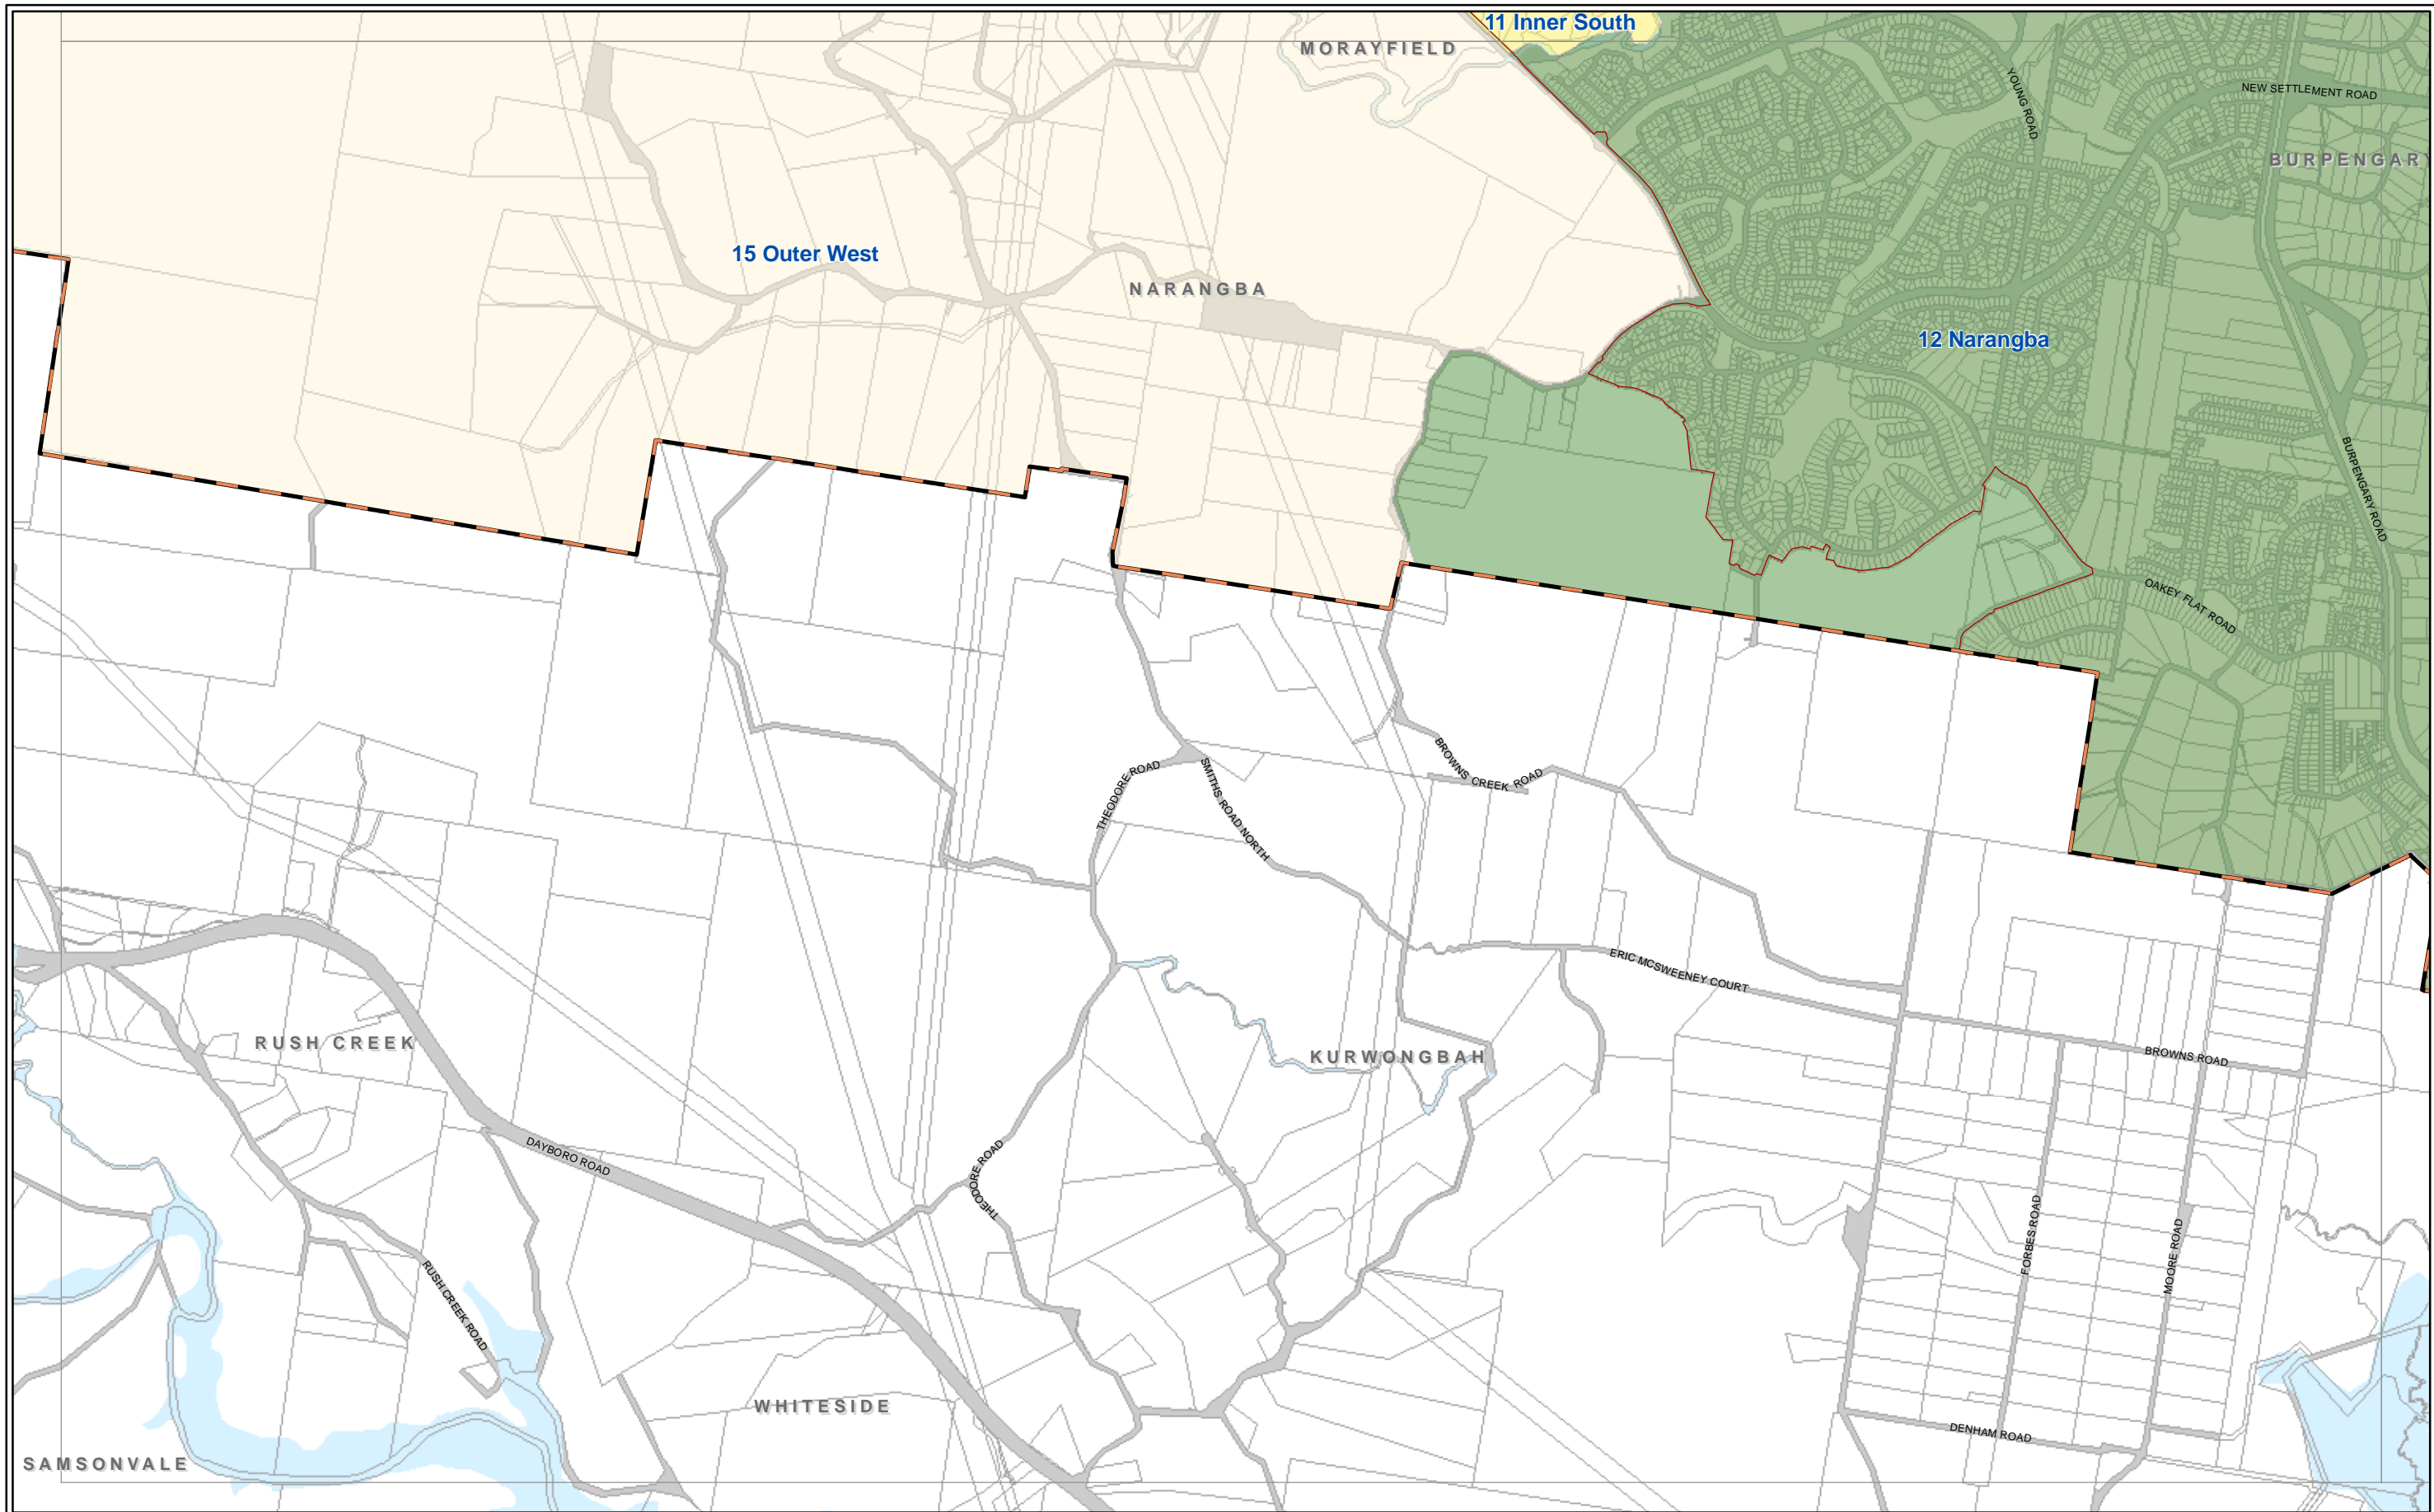 11 Inner South
MORAYFIELD
YOUNG ROAD
NEW SETTLEMENT ROAD
BURPENGARY
15 Outer West
NARANGBA
12 Narangba
BURPENGARY ROAD
OAKEY FLAT ROAD
THEODORE ROAD
SMITHS ROAD NORTH
BROWNS CREEK ROAD
ERIC MCSWEENEY COURT
RUSH CREEK
KURWONGBAH
BROWNS ROAD
DAYBORO ROAD
THEODORE ROAD
FORBES ROAD
MOORE ROAD
RUSH CREEK ROAD
WHITESIDE
DENHAM ROAD
SAMSONVALE